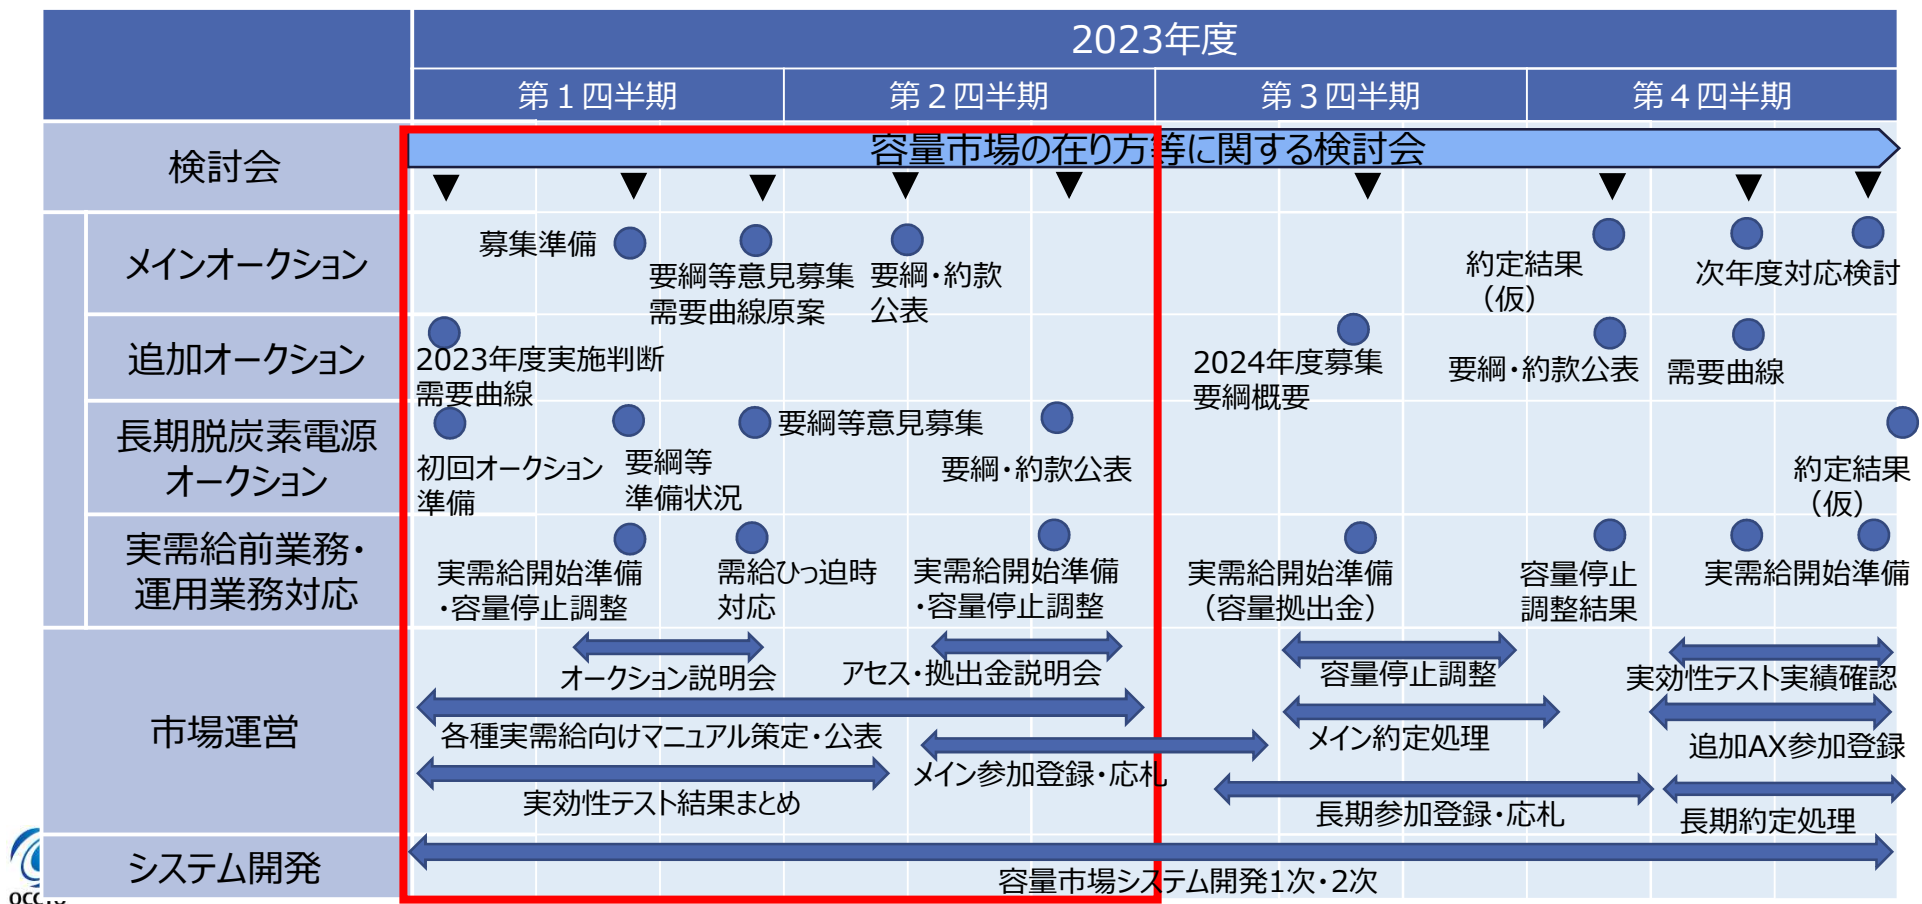 2023年度
第１四半期
第２四半期
第３四半期
第４四半期
検討会
容量市場の在り方等に関する検討会
メインオークション
募集準備
要綱等意見募集
需要曲線原案
要綱・約款
公表
約定結果
（仮）
次年度対応検討
追加オークション
2023年度実施判断
需要曲線
2024年度募集
要綱概要
要綱・約款公表
需要曲線
長期脱炭素電源
オークション
初回オークション
準備
要綱等
準備状況
要綱等意見募集
要綱・約款公表
約定結果
（仮）
実需給前業務・
運用業務対応
実需給開始準備
・容量停止調整
需給ひっ迫時
対応
実需給開始準備
・容量停止調整
実需給開始準備
（容量拠出金）
容量停止
調整結果
実需給開始準備
市場運営
オークション説明会
アセス・拠出金説明会
容量停止調整
実効性テスト実績確認
各種実需給向けマニュアル策定・公表
メイン約定処理
追加AX参加登録
メイン参加登録・応札
実効性テスト結果まとめ
長期参加登録・応札
長期約定処理
システム開発
容量市場システム開発1次・2次